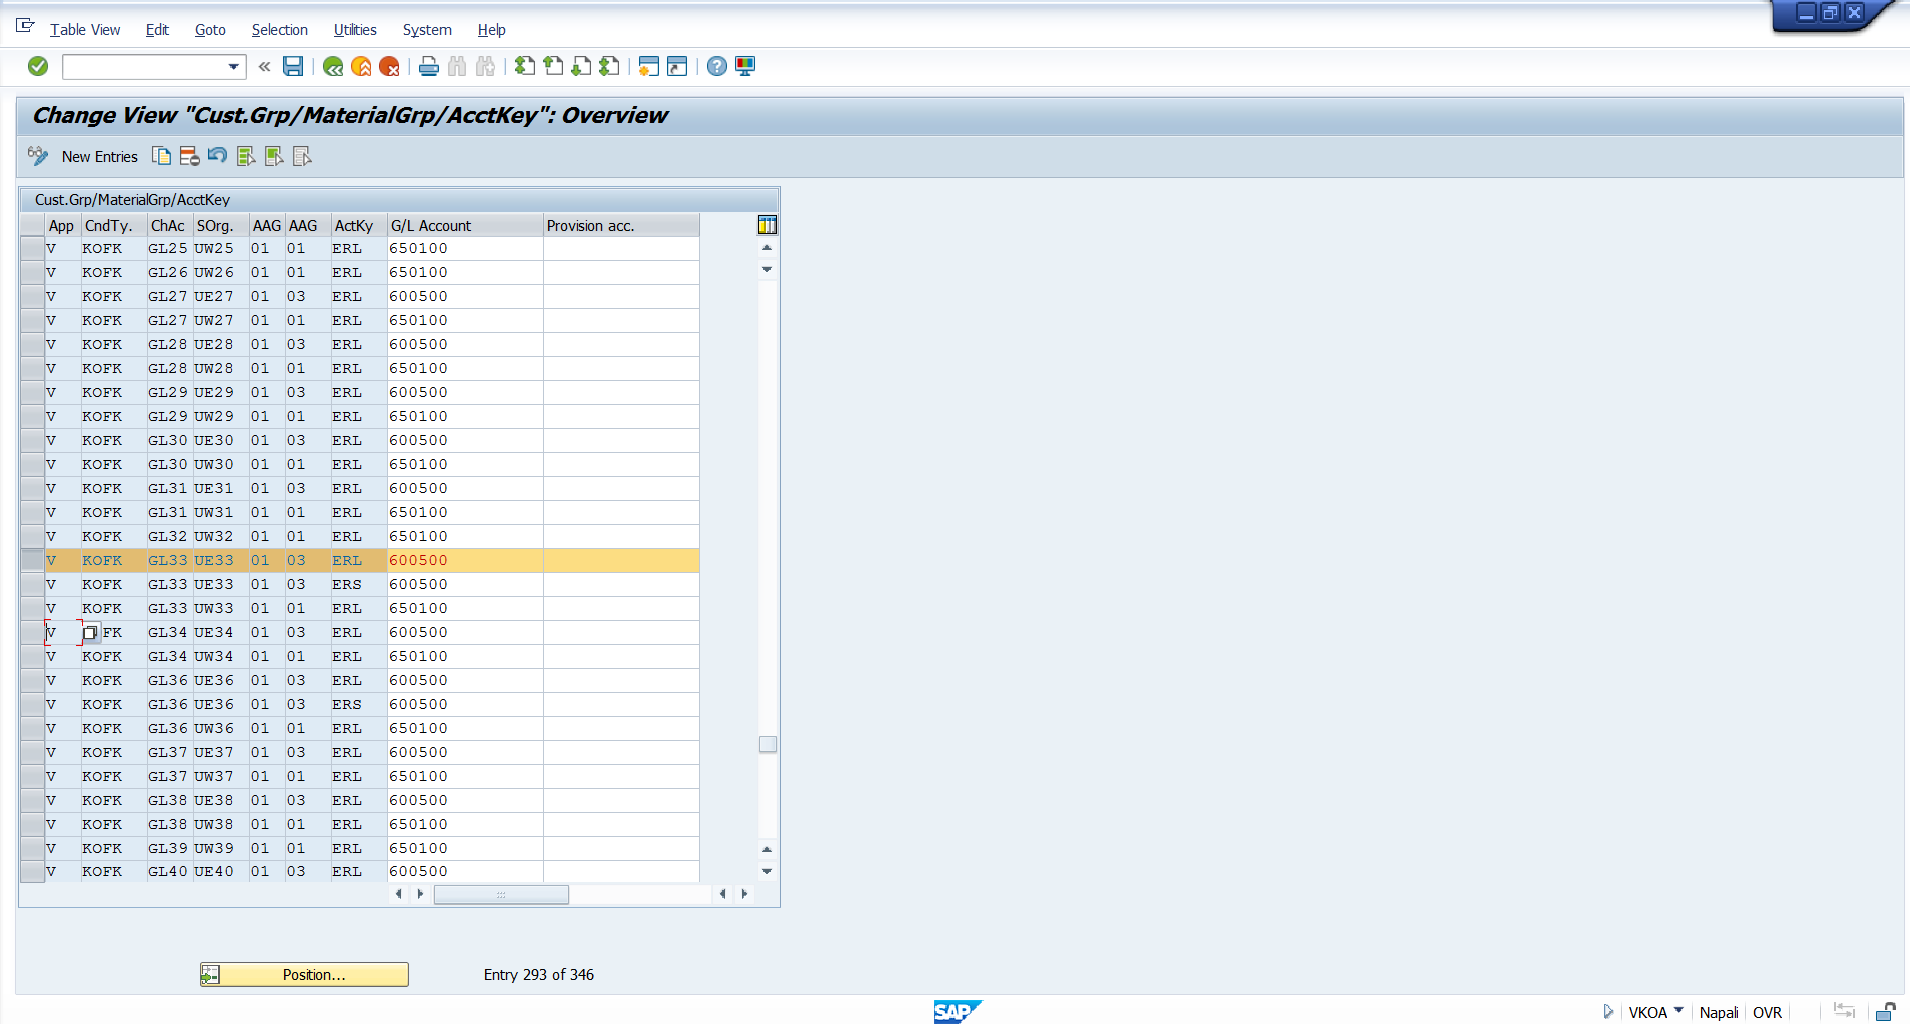 Table View Edit Goto Selection Utilities System Help
Change View "Cust.Grp/MaterialGrp/AcctKey": Overview
New Entries
Cust.Grp/MaterialGrp/AcctKey
App CndTy. ChAc SOrg. AAG AAG ActKy G/L Account Provision acc.
V KOFK GL25 UW25 01 01 ERL 650100
V KOFK GL26 UW26 01 01 ERL 650100
V KOFK GL27 UE27 01 03 ERL 600500
V KOFK GL27 UW27 01 01 ERL 650100
V KOFK GL28 UE28 01 03 ERL 600500
V KOFK GL28 UW28 01 01 ERL 650100
V KOFK GL29 UE29 01 03 ERL 600500
V KOFK GL29 UW29 01 01 ERL 650100
V KOFK GL30 UE30 01 03 ERL 600500
V KOFK GL30 UW30 01 01 ERL 650100
V KOFK GL31 UE31 01 03 ERL 600500
V KOFK GL31 UW31 01 01 ERL 650100
V KOFK GL32 UW32 01 01 ERL 650100
V KOFK GL33 UE33 01 03 ERL 600500
V KOFK GL33 UE33 01 03 ERS 600500
V KOFK GL33 UW33 01 01 ERL 650100
V FK GL34 UE34 01 03 ERL 600500
V KOFK GL34 UW34 01 01 ERL 650100
V KOFK GL36 UE36 01 03 ERL 600500
V KOFK GL36 UE36 01 03 ERS 600500
V KOFK GL36 UW36 01 01 ERL 650100
V KOFK GL37 UE37 01 03 ERL 600500
V KOFK GL37 UW37 01 01 ERL 650100
V KOFK GL38 UE38 01 03 ERL 600500
V KOFK GL38 UW38 01 01 ERL 650100
V KOFK GL39 UW39 01 01 ERL 650100
V KOFK GL40 UE40 01 03 ERL 600500
Position... Entry 293 of 346
SAP VKOA Napali OVR